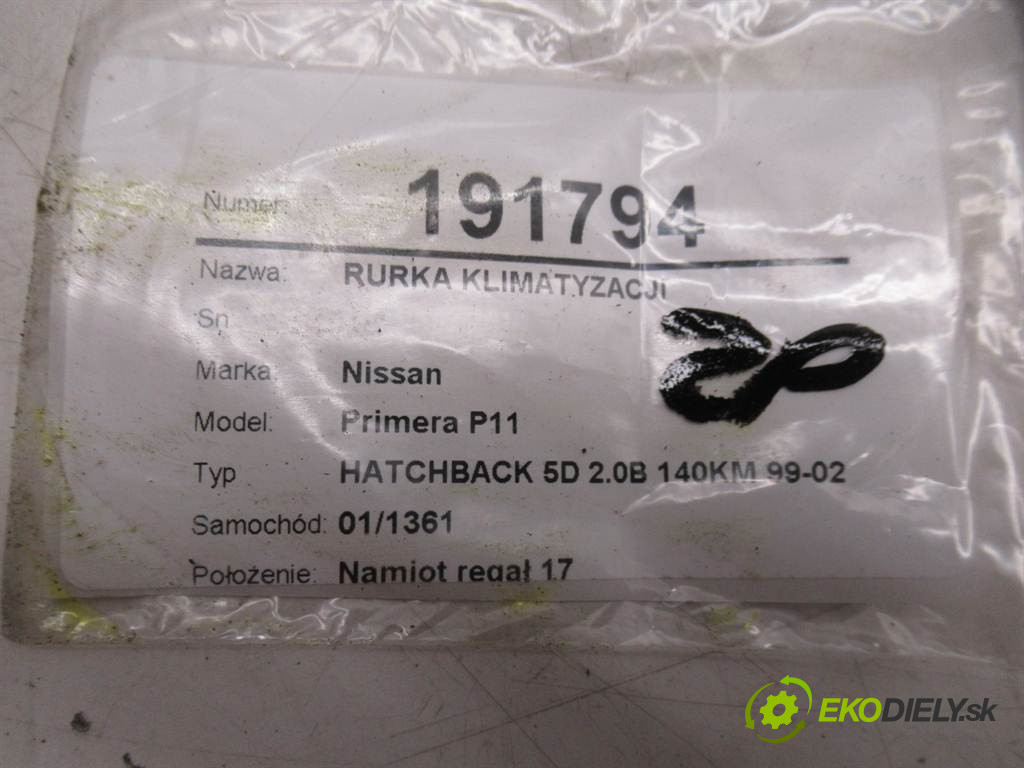 Numer: 191794
Nazwa: RURKA KLIMATYZACJI
Sn
Marka: Nissan
Model: Primera P11
Typ HATCHBACK 5D 2.0B 140KM 99-02
Samochód: 01/1361
Położenie: Namiot regał 17
20
EKODIELY.sk